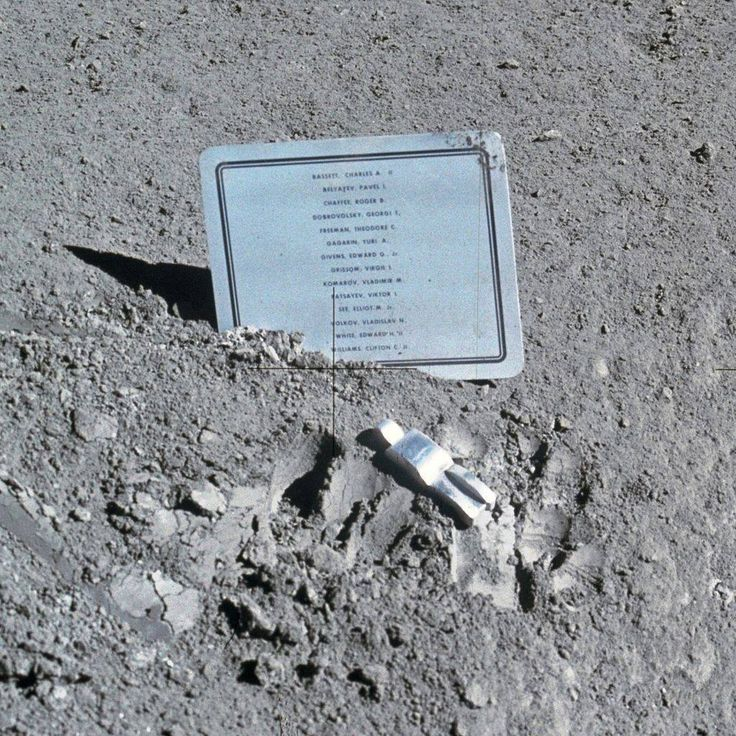 BASSETT, CHARLES A. II
BELYAYEV, PAVEL I.
CHAFFEE, ROGER B.
DOBROVOLSKY, GEORGI T.
FREEMAN, THEODORE C.
GAGARIN, YURI A.
GIVENS, EDWARD G., Jr.
GRISSOM, VIRGIL I.
KOMAROV, VLADIMIR M.
PATSAYEV, VIKTOR I.
SEE, ELLIOT M. Jr.
VOLKOV, VLADISLAV N.
WHITE, EDWARD H. II
WILLIAMS, CLIFTON C. Jr.